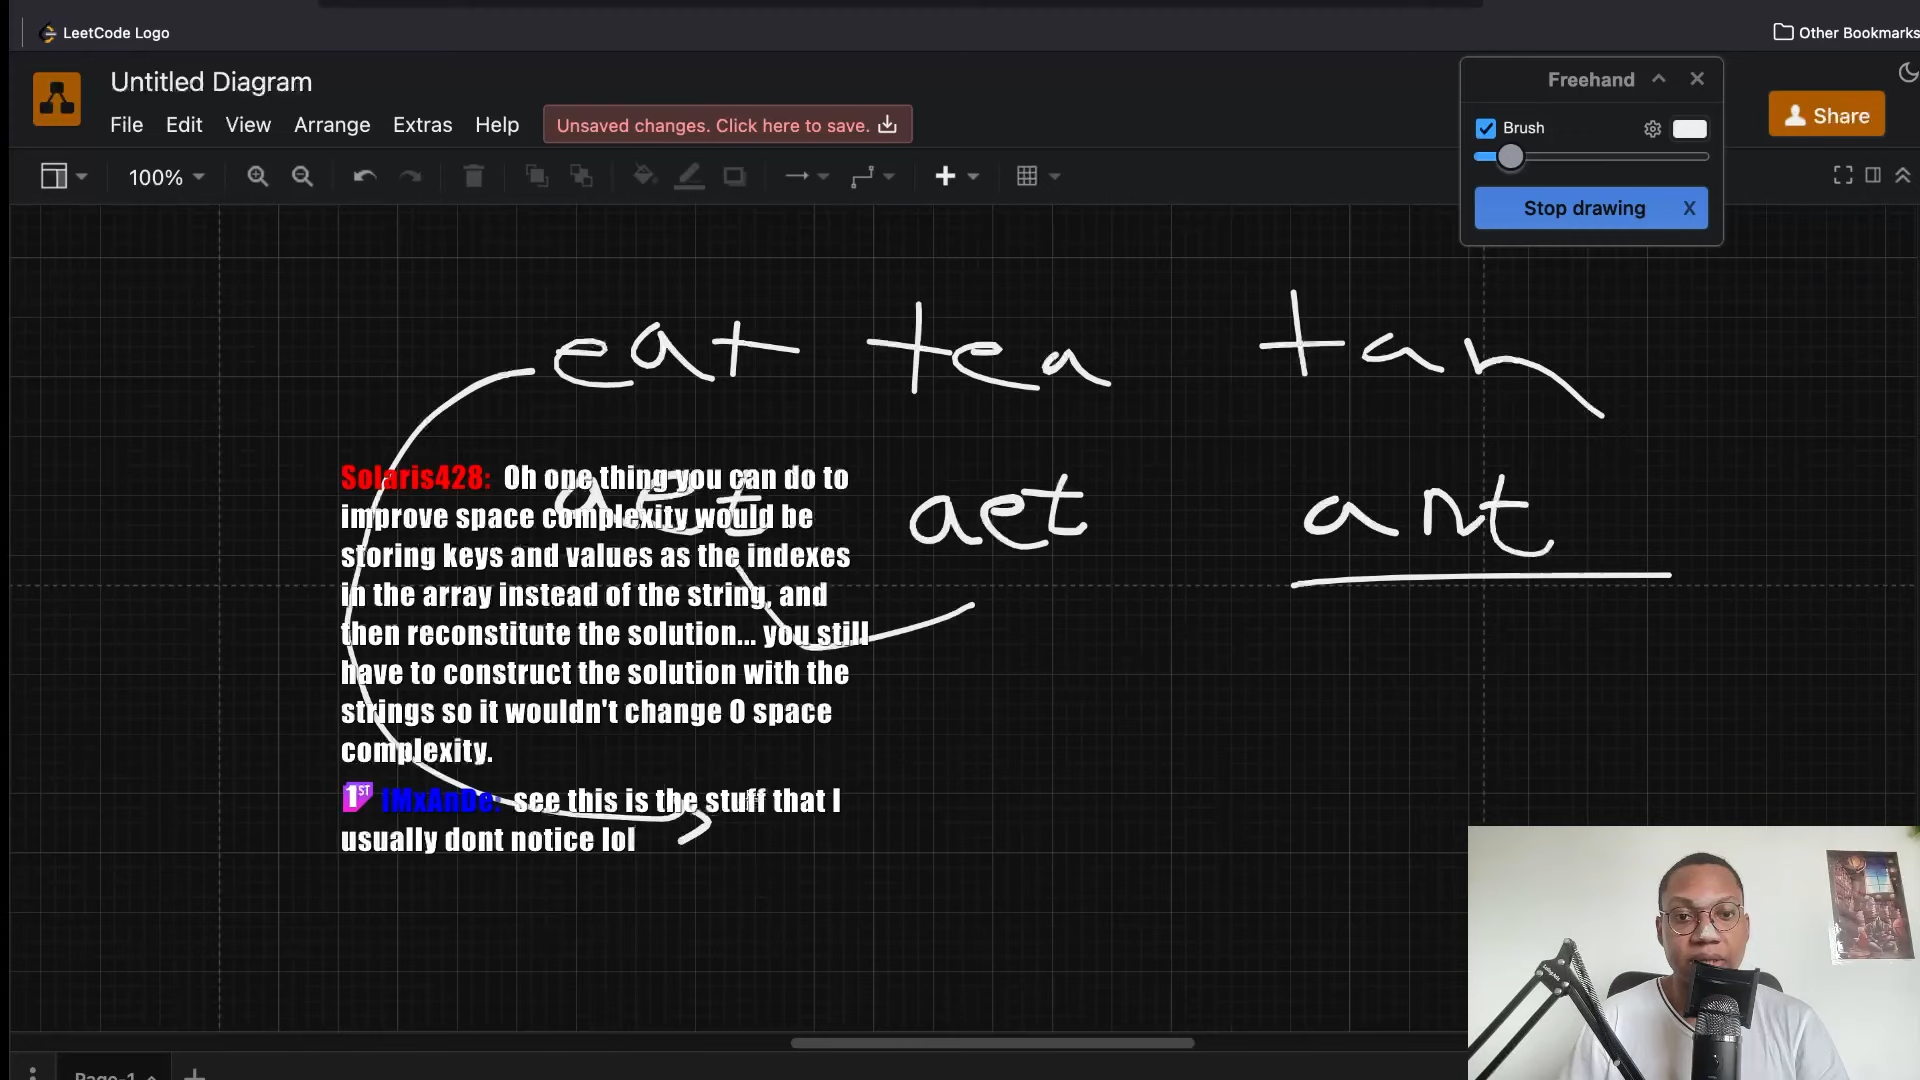 LeetCode Logo
Other Bookmarks
Untitled Diagram
File Edit View Arrange Extras Help
Unsaved changes. Click here to save.
Freehand
Brush
Stop drawing X
Share
100%
eat tea tan
aet aet ant
Solaris428: Oh one thing you can do to
improve space complexity would be
storing keys and values as the indexes
in the array instead of the string, and
then reconstitute the solution... you still
have to construct the solution with the
strings so it wouldn't change O space
complexity.
1ST IMxAnDe: see this is the stuff that I
usually dont notice lol
Page-1